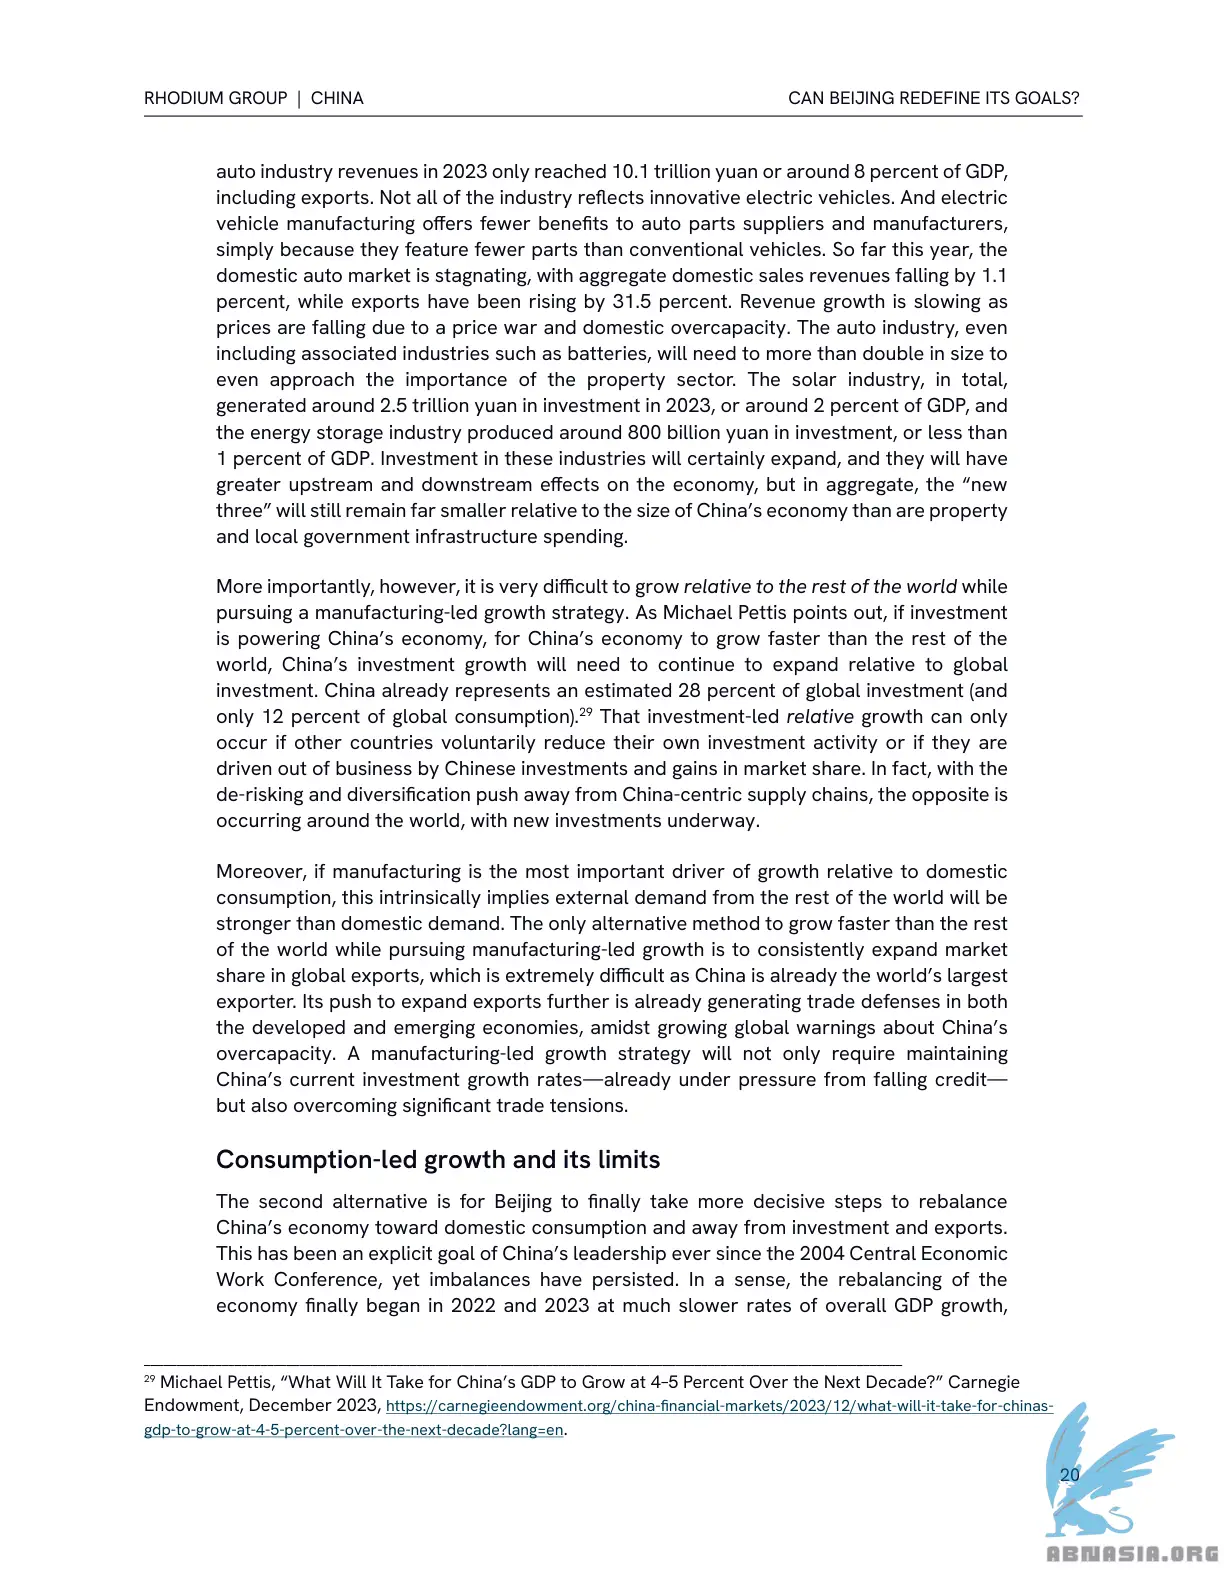 RHODIUM GROUP | CHINA
CAN BEIJING REDEFINE ITS GOALS?
auto industry revenues in 2023 only reached 10.1 trillion yuan or around 8 percent of GDP,
including exports. Not all of the industry reflects innovative electric vehicles. And electric
vehicle manufacturing offers fewer benefits to auto parts suppliers and manufacturers,
simply because they feature fewer parts than conventional vehicles. So far this year, the
domestic auto market is stagnating, with aggregate domestic sales revenues falling by 1.1
percent, while exports have been rising by 31.5 percent. Revenue growth is slowing as
prices are falling due to a price war and domestic overcapacity. The auto industry, even
including associated industries such as batteries, will need to more than double in size to
even approach the importance of the property sector. The solar industry, in total,
generated around 2.5 trillion yuan in investment in 2023, or around 2 percent of GDP, and
the energy storage industry produced around 800 billion yuan in investment, or less than
1 percent of GDP. Investment in these industries will certainly expand, and they will have
greater upstream and downstream effects on the economy, but in aggregate, the “new
three” will still remain far smaller relative to the size of China’s economy than are property
and local government infrastructure spending.
More importantly, however, it is very difficult to grow relative to the rest of the world while
pursuing a manufacturing-led growth strategy. As Michael Pettis points out, if investment
is powering China’s economy, for China’s economy to grow faster than the rest of the
world, China’s investment growth will need to continue to expand relative to global
investment. China already represents an estimated 28 percent of global investment (and
only 12 percent of global consumption).29 That investment-led relative growth can only
occur if other countries voluntarily reduce their own investment activity or if they are
driven out of business by Chinese investments and gains in market share. In fact, with the
de-risking and diversification push away from China-centric supply chains, the opposite is
occurring around the world, with new investments underway.
Moreover, if manufacturing is the most important driver of growth relative to domestic
consumption, this intrinsically implies external demand from the rest of the world will be
stronger than domestic demand. The only alternative method to grow faster than the rest
of the world while pursuing manufacturing-led growth is to consistently expand market
share in global exports, which is extremely difficult as China is already the world’s largest
exporter. Its push to expand exports further is already generating trade defenses in both
the developed and emerging economies, amidst growing global warnings about China’s
overcapacity. A manufacturing-led growth strategy will not only require maintaining
China’s current investment growth rates—already under pressure from falling credit—
but also overcoming significant trade tensions.
Consumption-led growth and its limits
The second alternative is for Beijing to finally take more decisive steps to rebalance
China’s economy toward domestic consumption and away from investment and exports.
This has been an explicit goal of China’s leadership ever since the 2004 Central Economic
Work Conference, yet imbalances have persisted. In a sense, the rebalancing of the
economy finally began in 2022 and 2023 at much slower rates of overall GDP growth,
29 Michael Pettis, “What Will It Take for China’s GDP to Grow at 4–5 Percent Over the Next Decade?” Carnegie
Endowment, December 2023, https://carnegieendowment.org/china-financial-markets/2023/12/what-will-it-take-for-chinas-
gdp-to-grow-at-4-5-percent-over-the-next-decade?lang=en.
20
ABNASIA.ORG